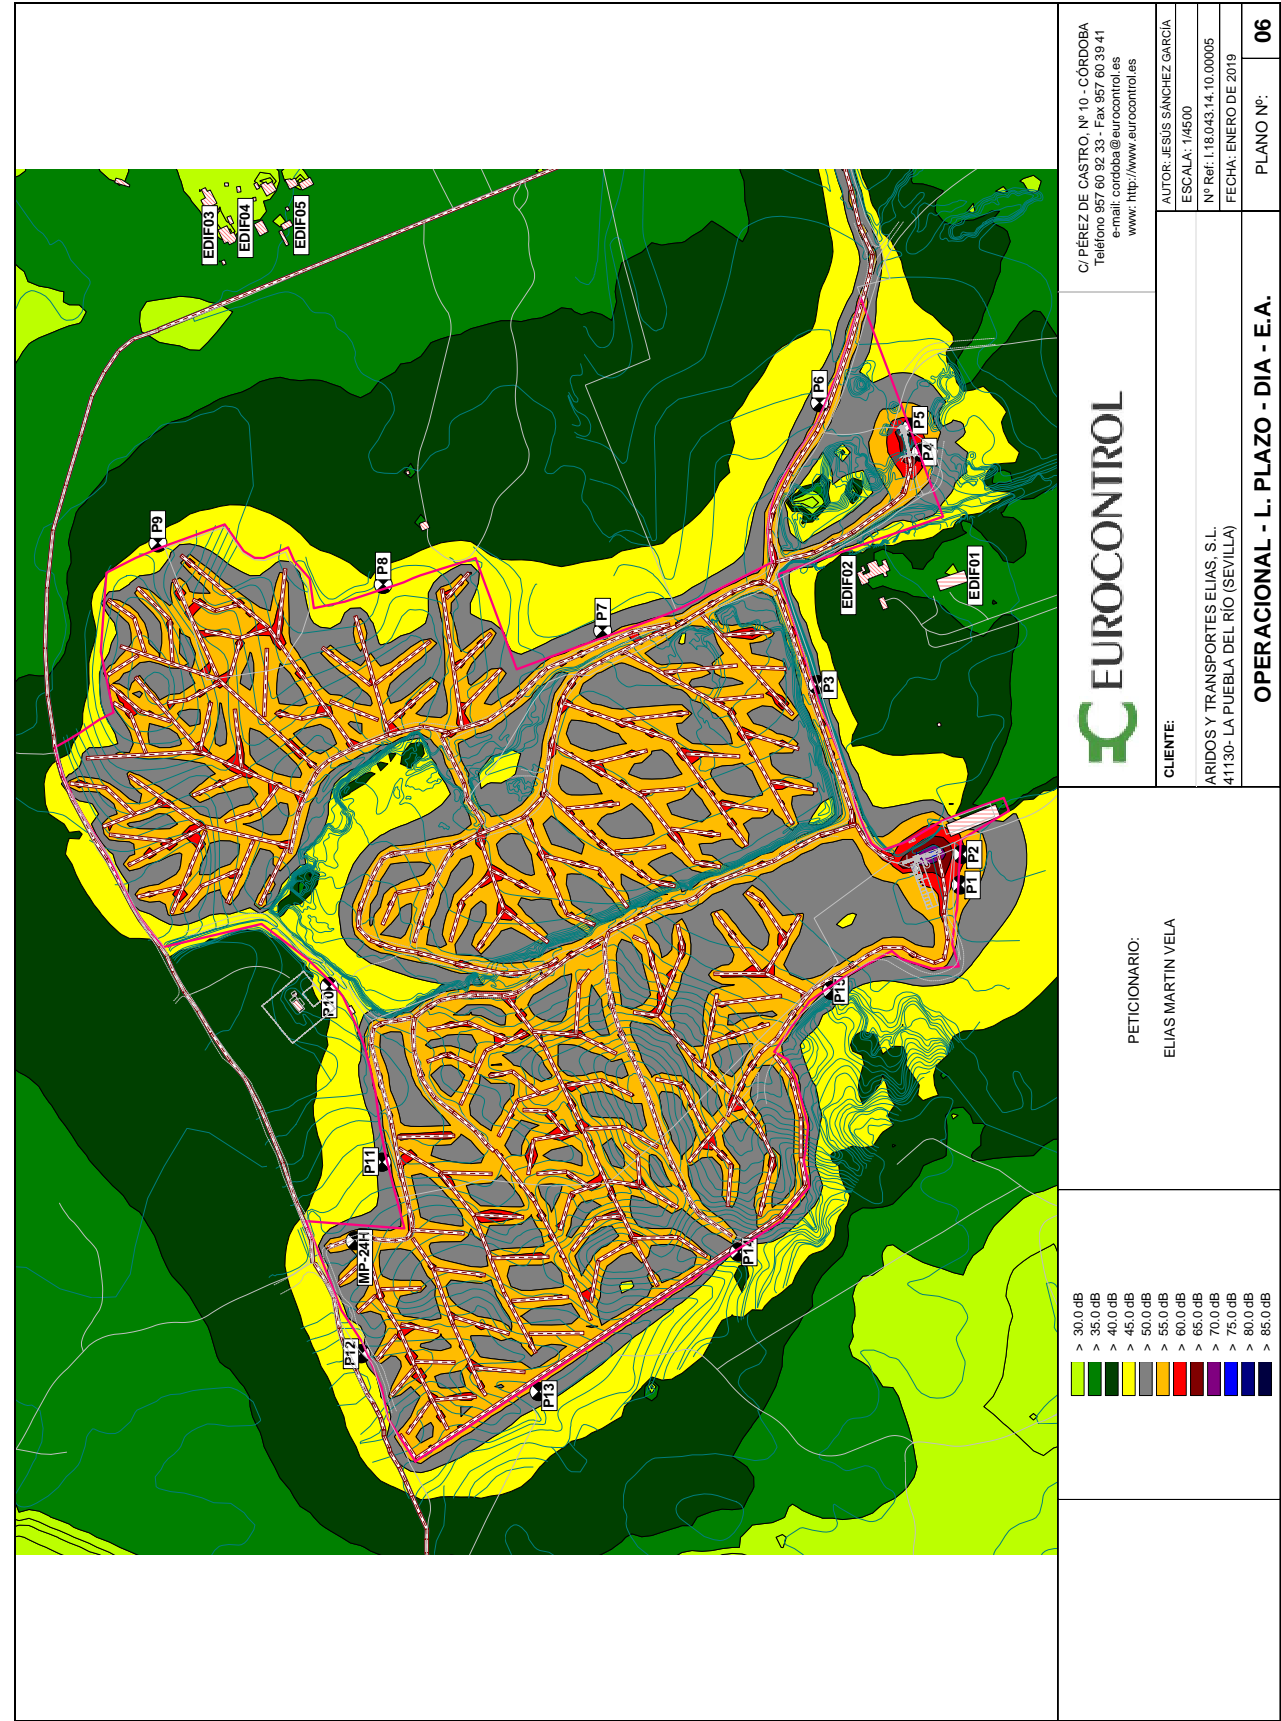 EDIF03
EDIF04
EDIF05
P9
P8
P7
P6
P5
P4
P3
EDIF02
EDIF01
P2
P1
P10
P15
P11
MP-24H
P14
P12
P13
> 30.0 dB
> 35.0 dB
> 40.0 dB
> 45.0 dB
> 50.0 dB
> 55.0 dB
> 60.0 dB
> 65.0 dB
> 70.0 dB
> 75.0 dB
> 80.0 dB
> 85.0 dB
PETICIONARIO:
ELIAS MARTIN VELA
EUROCONTROL
C/ PÉREZ DE CASTRO, Nº 10 - CÓRDOBA
Teléfono 957 60 92 33 - Fax 957 60 39 41
e-mail: cordoba@eurocontrol.es
www: http://www.eurocontrol.es
CLIENTE:
ARIDOS Y TRANSPORTES ELIAS, S.L.
41130- LA PUEBLA DEL RÍO (SEVILLA)
AUTOR: JESÚS SÁNCHEZ GARCÍA
ESCALA: 1/4500
Nº Ref: I.18.043.14.10.00005
FECHA: ENERO DE 2019
OPERACIONAL - L. PLAZO - DIA - E.A.
PLANO Nº:
06